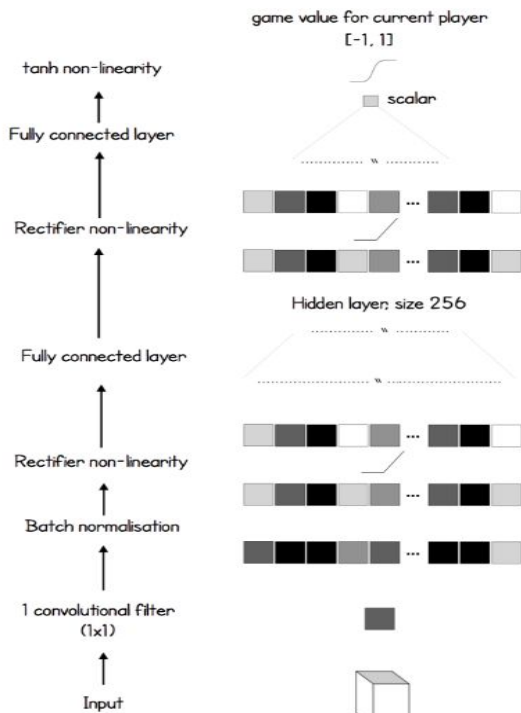 game value for current player
[-1, 1]
tanh non-linearity
scalar
Fully connected layer
...
Rectifier non-linearity
...
Hidden layer; size 256
Fully connected layer
...
Rectifier non-linearity
...
Batch normalisation
...
1 convolutional filter
(1x1)
Input